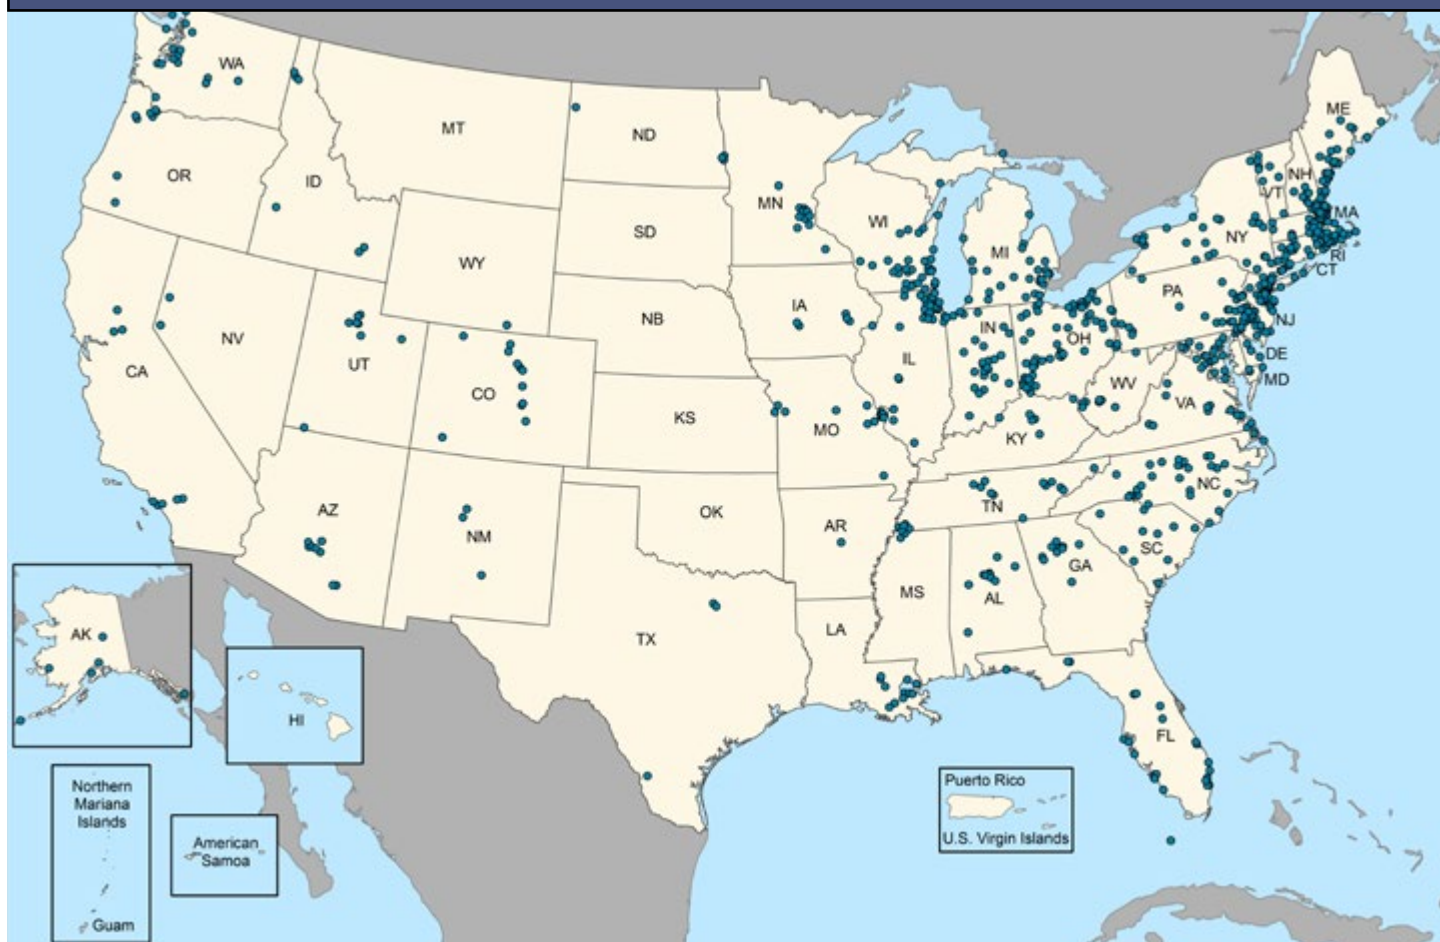 WA
ME
MT
ND
OR
ID
MN
VT
NH
WI
MA
SD
NY
MI
RI
WY
CT
PA
IA
NB
NJ
NV
IN
OH
DE
UT
IL
CA
MD
CO
WV
VA
KS
MO
KY
NC
AZ
OK
TN
NM
AR
SC
GA
MS
AL
LA
AK
TX
HI
FL
Northern
Mariana
Islands
Guam
American
Samoa
Puerto Rico
U.S. Virgin Islands